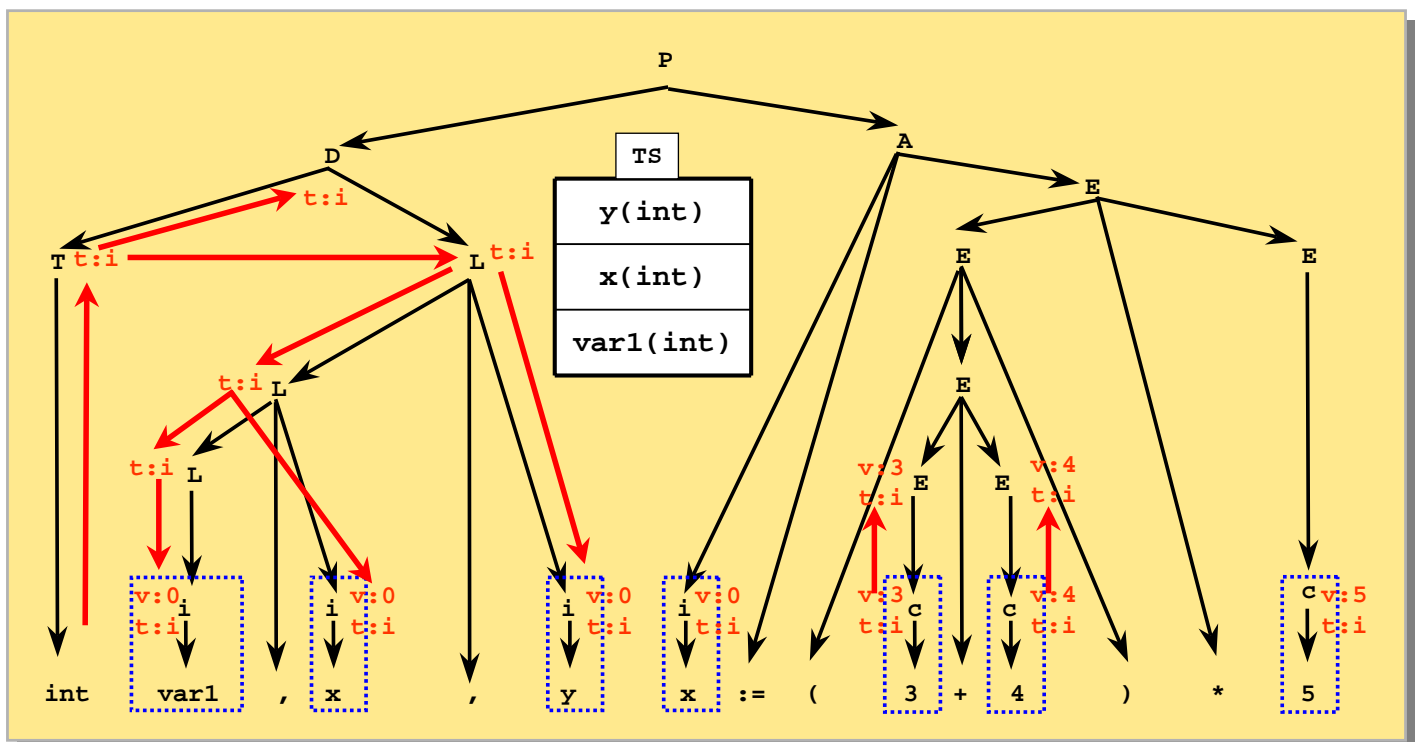 P
A
D
TS
E
t:i
y(int)
T t:i
L t:i
E
E
x(int)
var1(int)
t:i L
E
t:i L
v:3
t:i
E
E
v:4
t:i
v:0
t:i
i
i
v:0
t:i
i
v:0
t:i
i
v:0
t:i
v:3
t:i
c
c
v:4
t:i
c
v:5
t:i
int var1 , x , y x := ( 3 + 4 ) * 5